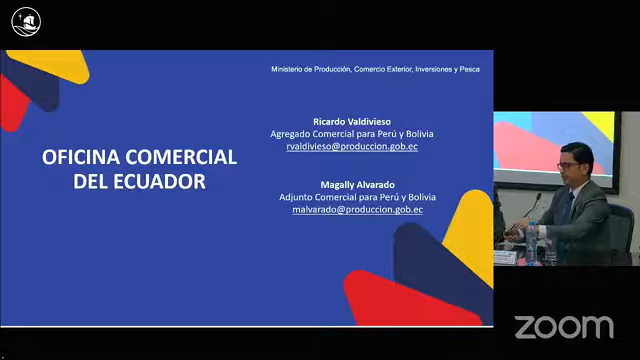 Ministerio de Producción, Comercio Exterior, Inversiones y Pesca
OFICINA COMERCIAL
DEL ECUADOR
Ricardo Valdivieso
Agregado Comercial para Perú y Bolivia
rvaldivieso@produccion.gob.ec
Magally Alvarado
Adjunto Comercial para Perú y Bolivia
malvarado@produccion.gob.ec
zoom